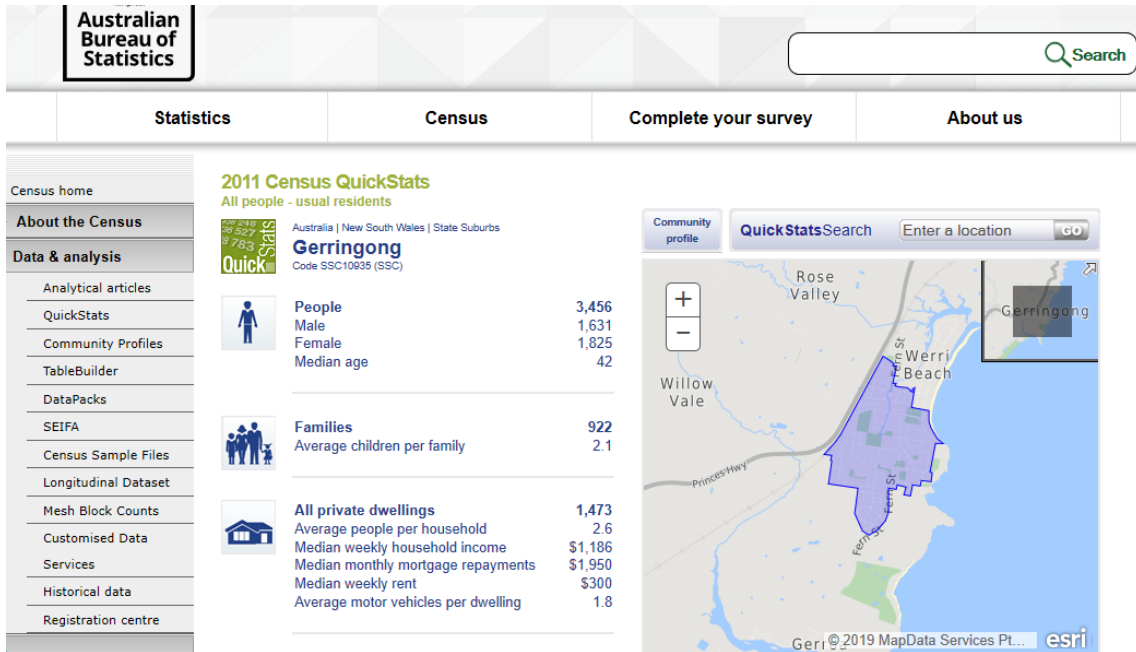 Australian
Bureau of
Statistics
Search
Statistics
Census
Complete your survey
About us
Census home
About the Census
Data & analysis
Analytical articles
QuickStats
Community Profiles
TableBuilder
DataPacks
SEIFA
Census Sample Files
Longitudinal Dataset
Mesh Block Counts
Customised Data
Services
Historical data
Registration centre
2011 Census QuickStats
All people - usual residents
Quick Stats
Australia | New South Wales | State Suburbs
Gerringong
Code SSC10935 (SSC)
People 3,456
Male 1,631
Female 1,825
Median age 42
Families 922
Average children per family 2.1
All private dwellings 1,473
Average people per household 2.6
Median weekly household income $1,186
Median monthly mortgage repayments $1,950
Median weekly rent $300
Average motor vehicles per dwelling 1.8
Community
profile
QuickStatsSearch
Enter a location
GO
+
−
Rose
Valley
Gerringong
Fern St
Werri
Beach
Willow
Vale
Princes Hwy
Fern St
Fern St
© 2019 MapData Services Pt...
esri